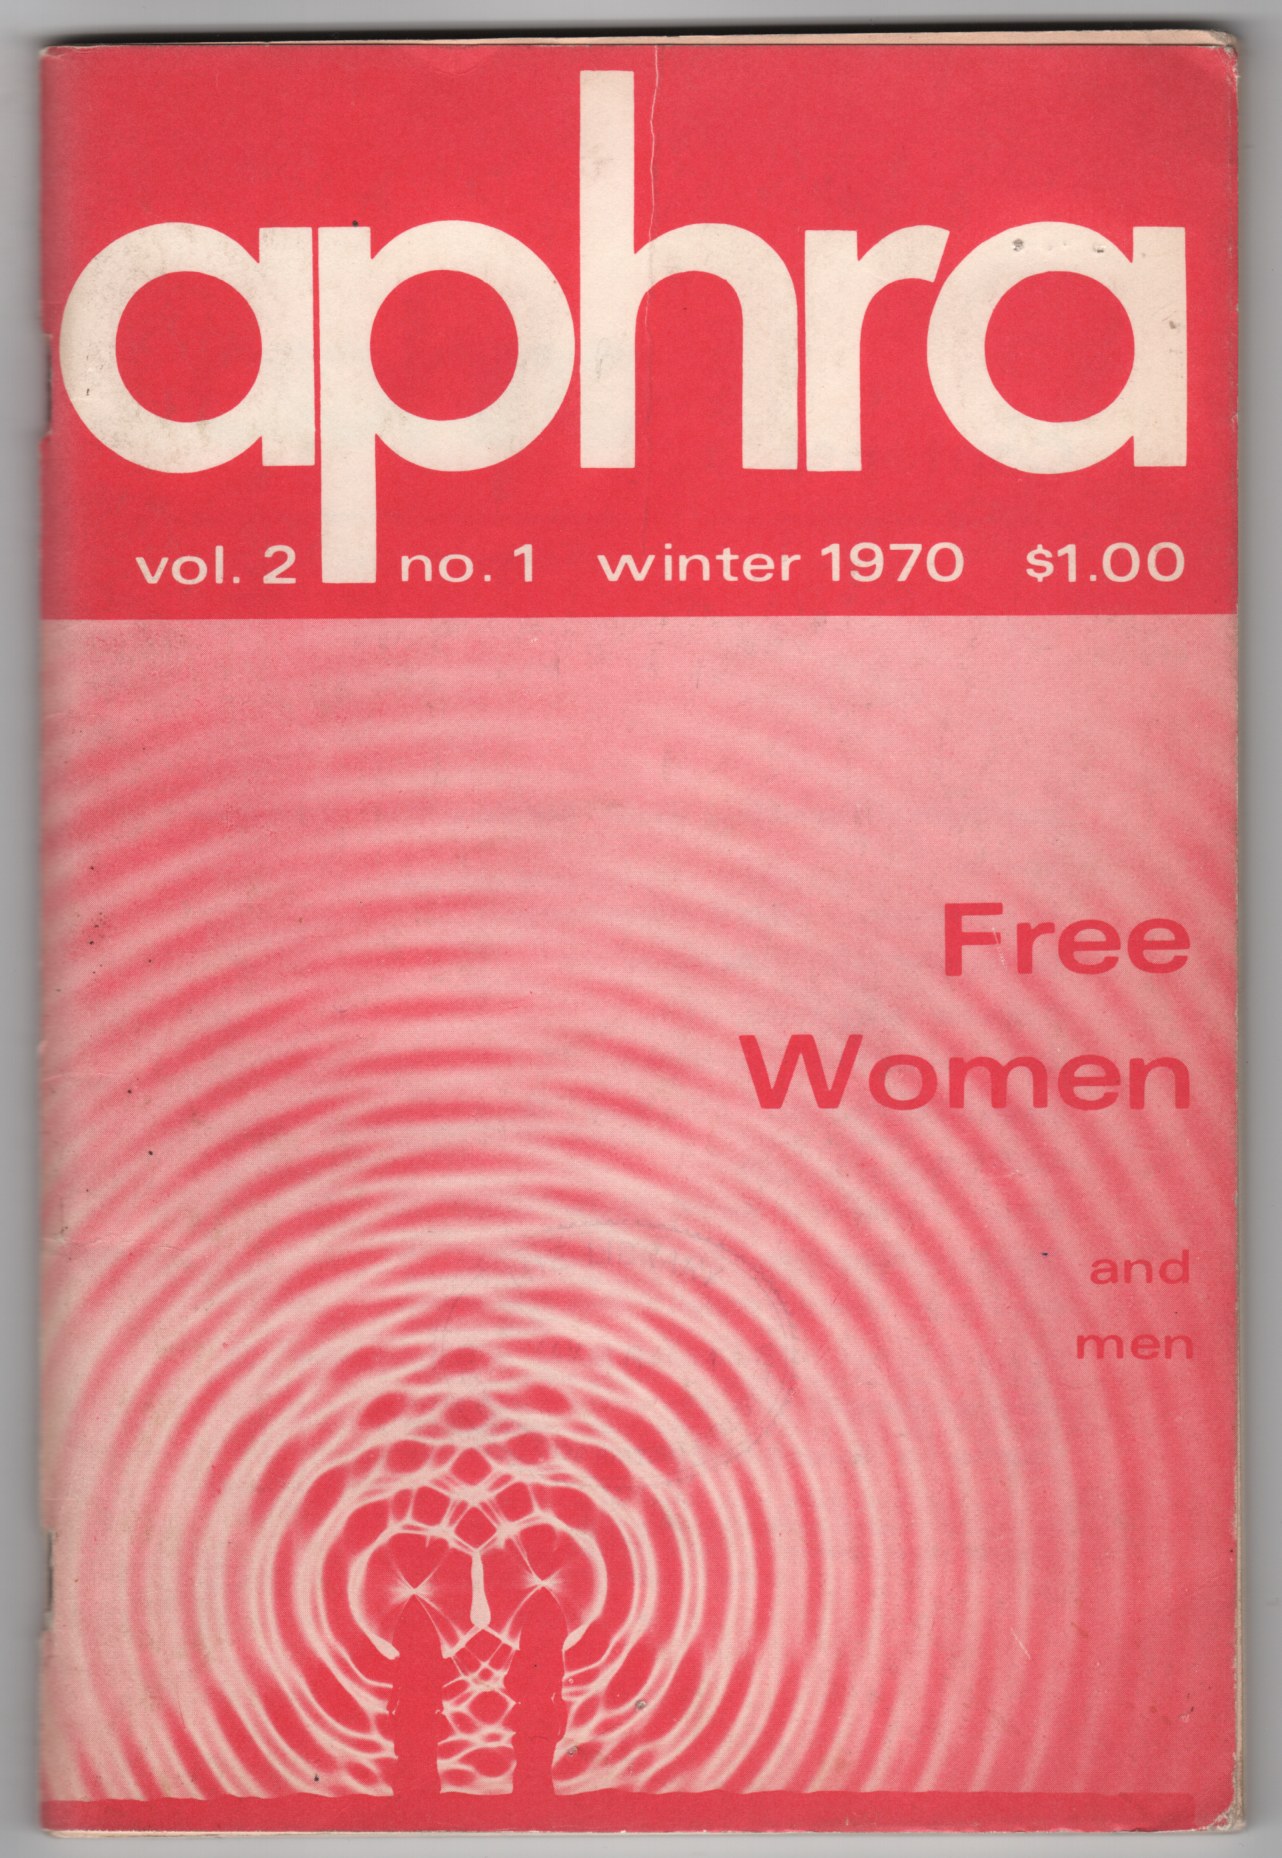 aphra
vol. 2 no. 1 winter 1970 $1.00
Free
Women
and
men